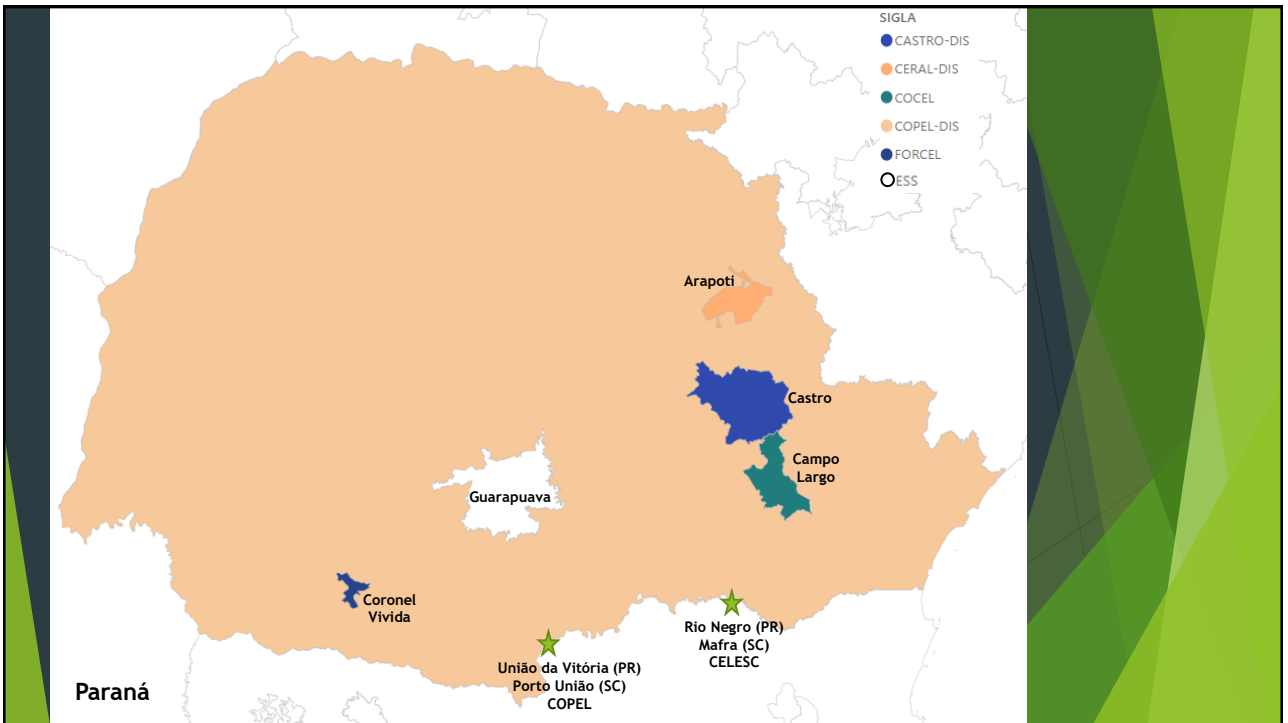 SIGLA
CASTRO-DIS
CERAL-DIS
COCEL
COPEL-DIS
FORCEL
ESS
Arapoti
Castro
Campo
Largo
Guarapuava
Coronel
Vivida
Rio Negro (PR)
Mafra (SC)
CELESC
União da Vitória (PR)
Porto União (SC)
COPEL
Paraná